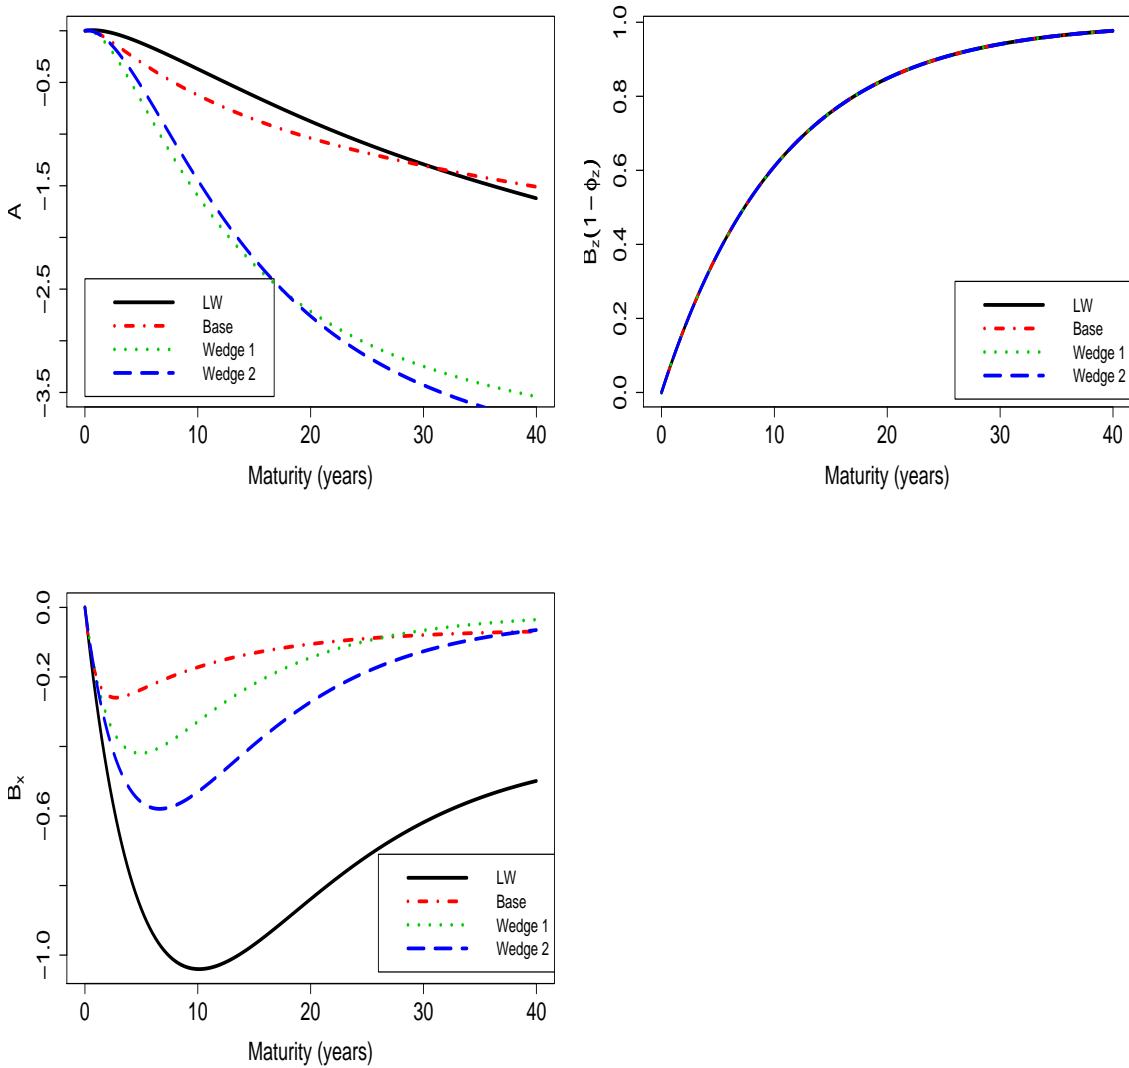 −0.5
−1.5
−2.5
−3.5
A
LW
Base
Wedge 1
Wedge 2
0 10 20 30 40
Maturity (years)
1.0
0.8
0.6
0.4
0.2
0.0
B_z(1 − ϕ_z)
LW
Base
Wedge 1
Wedge 2
0 10 20 30 40
Maturity (years)
0.0
−0.2
−0.6
−1.0
B_x
LW
Base
Wedge 1
Wedge 2
0 10 20 30 40
Maturity (years)